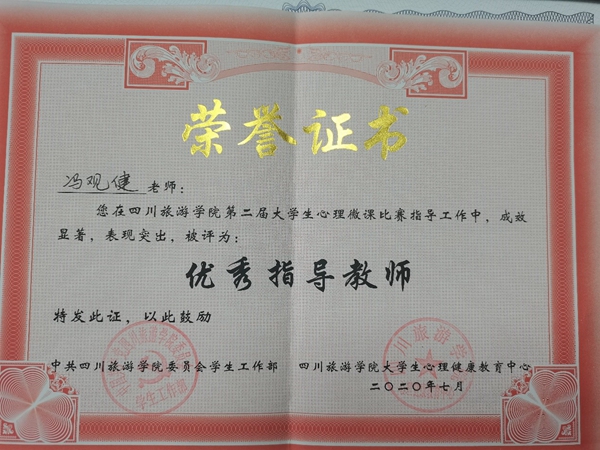 荣誉证书
冯观健 老师：
您在四川旅游学院第二届大学生心理微课比赛指导工作中，成效
显著，表现突出，被评为：
优秀指导教师
特发此证，以此鼓励
中共四川旅游学院委员会学生工作部 四川旅游学院大学生心理健康教育中心
二〇二〇年七月